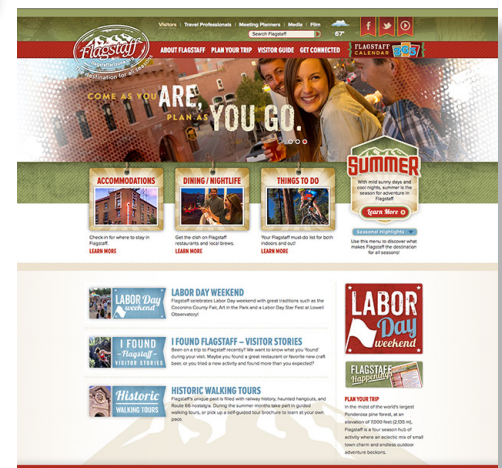 Visitors | Travel Professionals | Meeting Planners | Media | Film
Search Flagstaff
67°
Flagstaff
destination for all seasons
ABOUT FLAGSTAFF PLAN YOUR TRIP VISITOR GUIDE GET CONNECTED
FLAGSTAFF
CALENDAR
365
COME AS YOU ARE,
PLAN AS YOU GO.
ACCOMMODATIONS
DINING / NIGHTLIFE
THINGS TO DO
SUMMER
With mild sunny days and
cool nights, summer is the
season for adventure in
Flagstaff
Learn More
Check in for where to stay in
Flagstaff.
LEARN MORE
Get the dish on Flagstaff
restaurants and local brews.
LEARN MORE
Your Flagstaff must-do list for both
indoors and out!
LEARN MORE
Seasonal Highlights
Use this menu to discover what
makes Flagstaff the destination
for all seasons!
LABOR Day
weekend
LABOR DAY WEEKEND
Flagstaff celebrates Labor Day weekend with great traditions such as the
Coconino County Fair, Art in the Park and a Labor Day Star Fest at Lowell
Observatory!
I FOUND
Flagstaff
VISITOR STORIES
I FOUND FLAGSTAFF – VISITOR STORIES
Been on a trip to Flagstaff recently? We want to know what you 'found'
during your visit. Maybe you found a great restaurant or favorite new craft
beer, or you tried a new activity and found more than you expected?
Historic
WALKING TOURS
HISTORIC WALKING TOURS
Flagstaff's unique past is filled with railway history, haunted hangouts, and
Route 66 nostalgia. During the summer months take part in guided
walking tours, or pick up a self-guided tour brochure to learn at your own
pace.
LABOR
Day
weekend
FLAGSTAFF
Happenings
PLAN YOUR TRIP
In the midst of the world's largest
Ponderosa pine forest, at an
elevation of 7,000 feet (2,130 m),
Flagstaff is a four season hub of
activity where an eclectic mix of small
town charm and endless outdoor
adventure beckons.